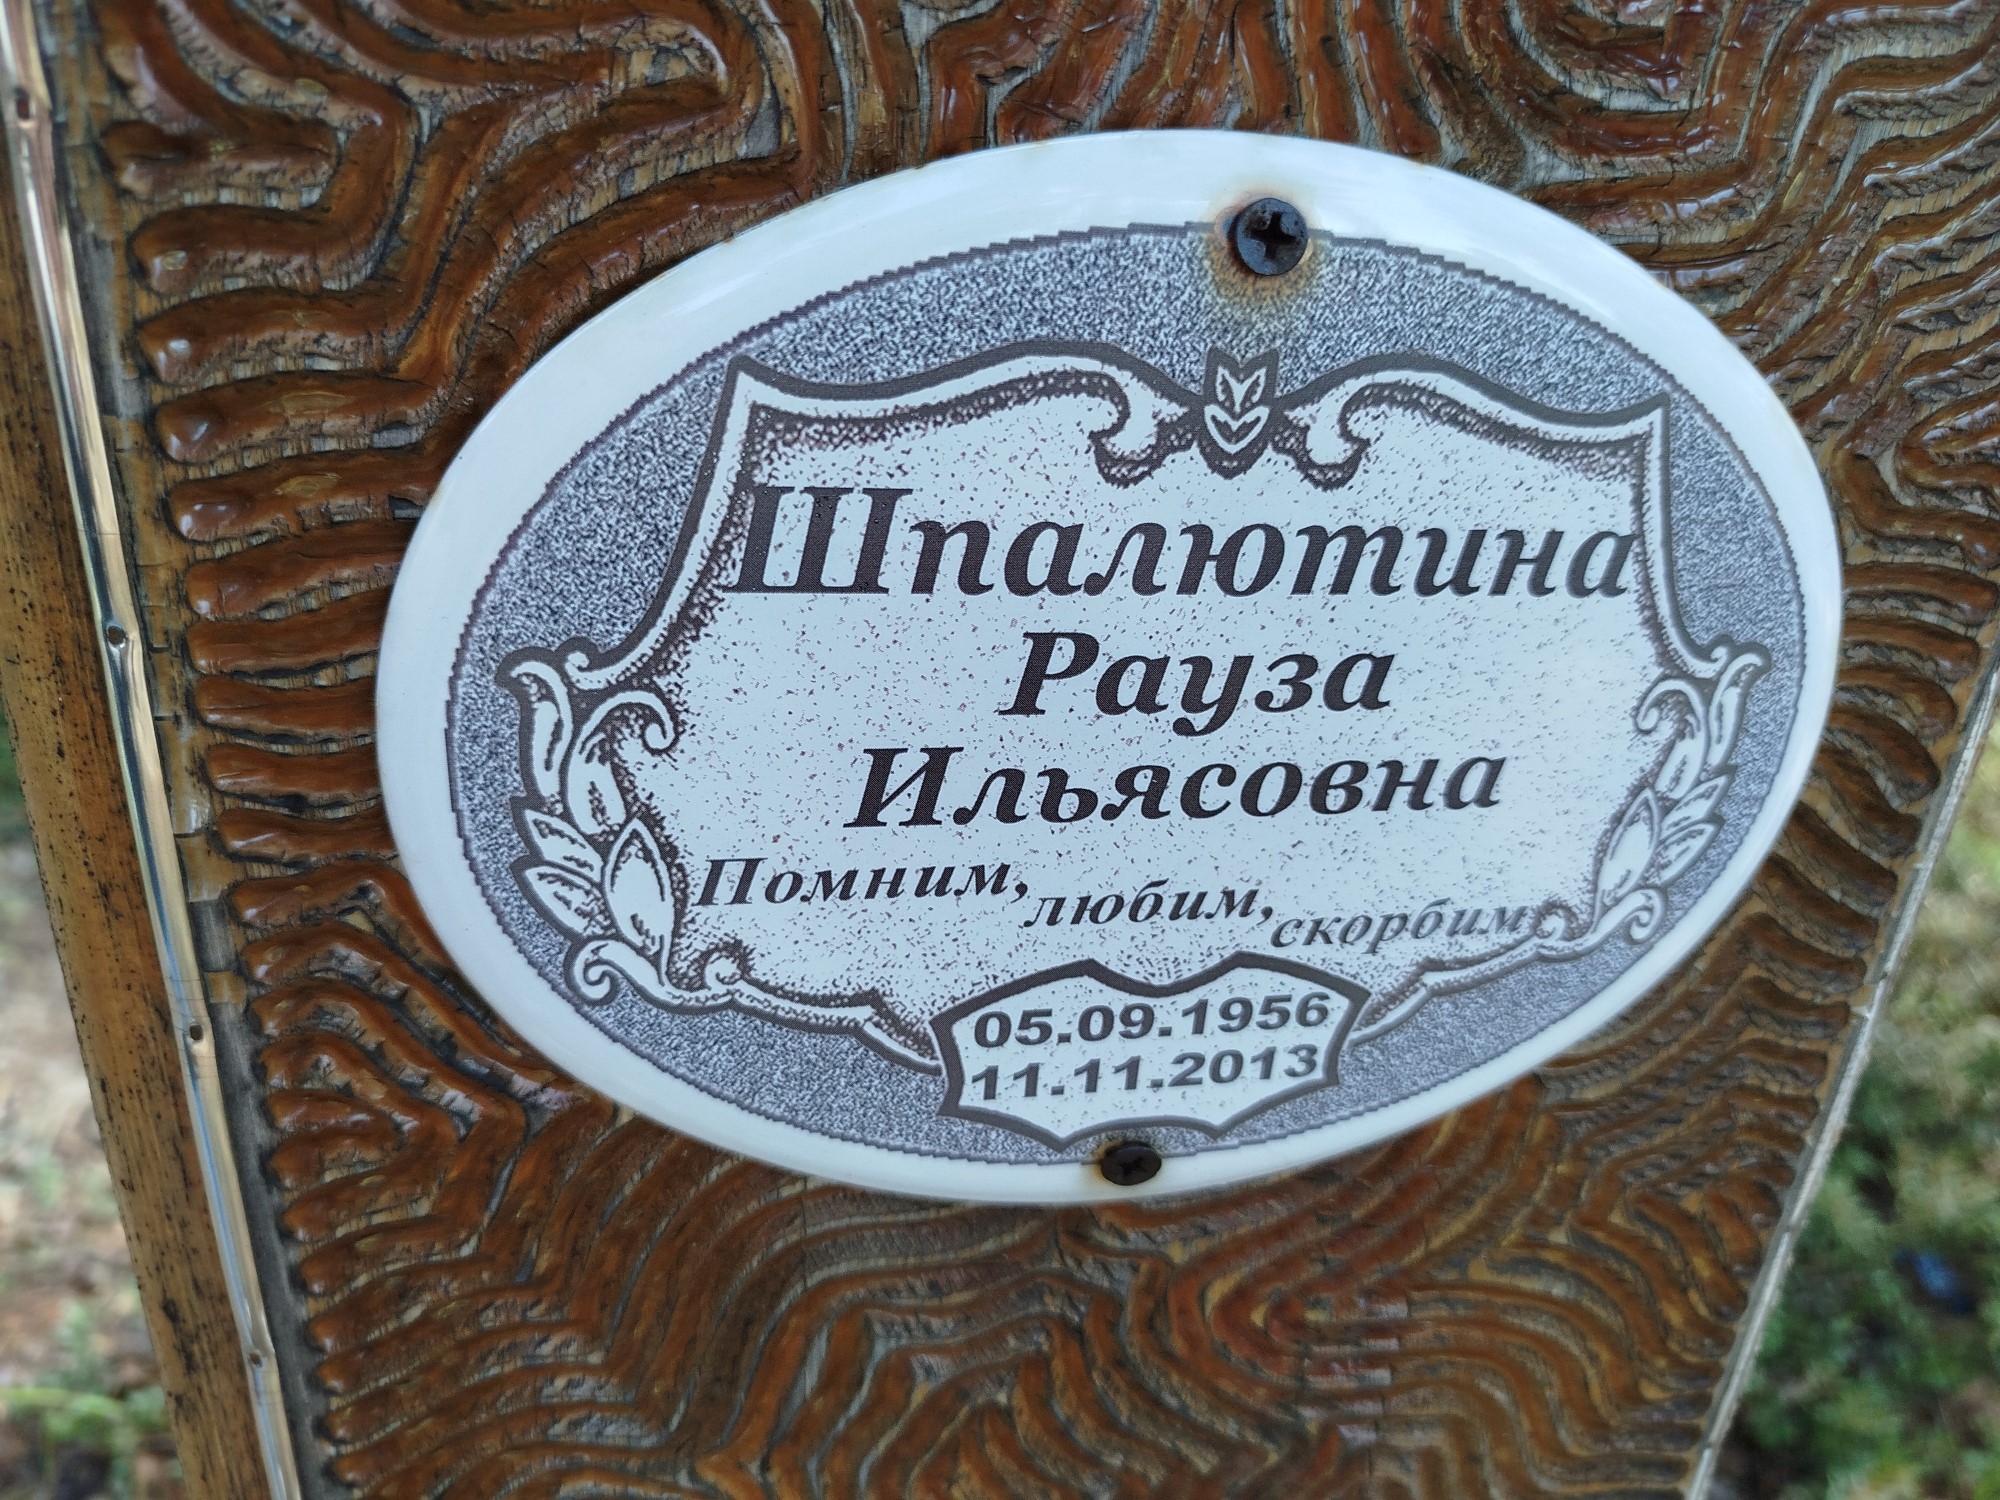 Шпалютина
Рауза
Ильясовна
Помним, любим, скорбим
05.09.1956
11.11.2013